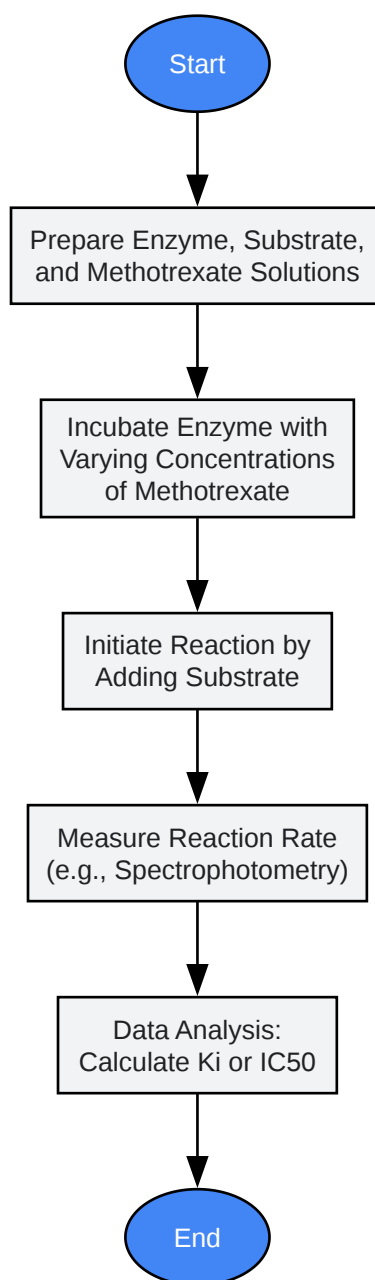 Start
Prepare Enzyme, Substrate,
and Methotrexate Solutions
Incubate Enzyme with
Varying Concentrations
of Methotrexate
Initiate Reaction by
Adding Substrate
Measure Reaction Rate
(e.g., Spectrophotometry)
Data Analysis:
Calculate Ki or IC50
End